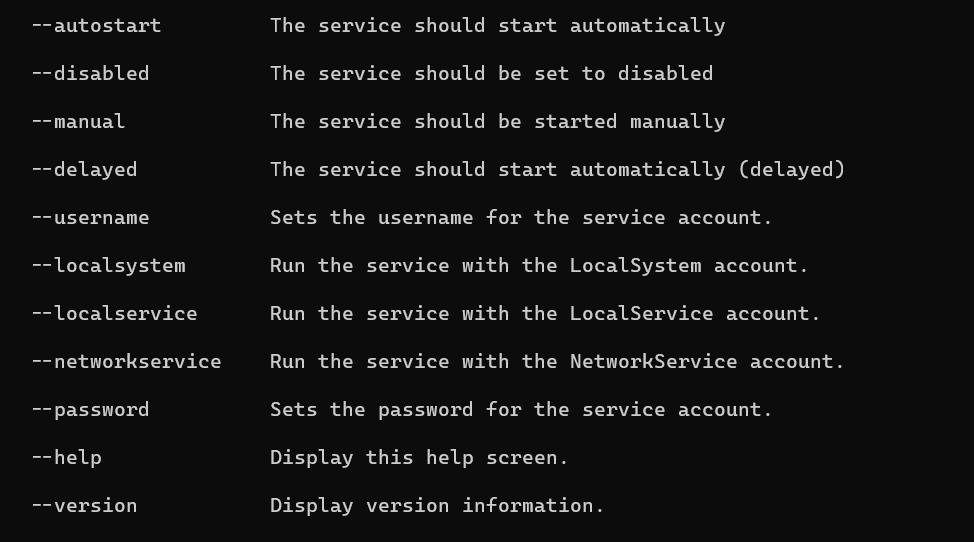 --autostart The service should start automatically
--disabled The service should be set to disabled
--manual The service should be started manually
--delayed The service should start automatically (delayed)
--username Sets the username for the service account.
--localsystem Run the service with the LocalSystem account.
--localservice Run the service with the LocalService account.
--networkservice Run the service with the NetworkService account.
--password Sets the password for the service account.
--help Display this help screen.
--version Display version information.